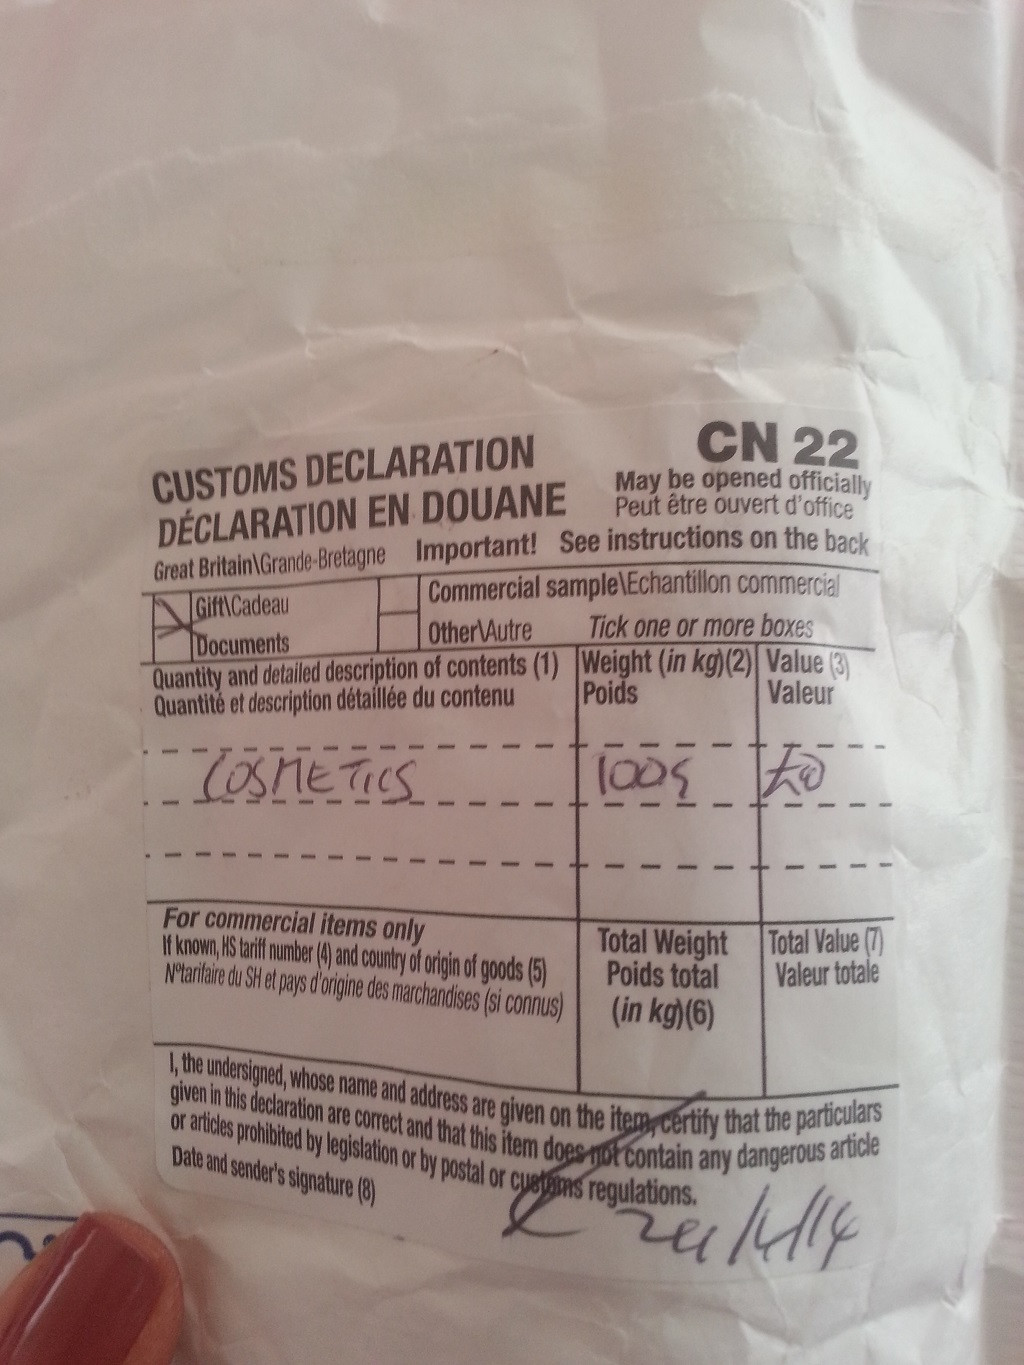 CUSTOMS DECLARATION
DÉCLARATION EN DOUANE
CN 22
May be opened officially
Peut être ouvert d'office
Great Britain\Grande-Bretagne
Important!
See instructions on the back
Gift\Cadeau
Documents
Commercial sample\Echantillon commercial
Other\Autre
Tick one or more boxes
Quantity and detailed description of contents (1)
Quantité et description détaillée du contenu
Weight (in kg)(2)
Poids
Value (3)
Valeur
COSMETICS
100g
For commercial items only
If known, HS tariff number (4) and country of origin of goods (5)
N°tarifaire du SH et pays d'origine des marchandises (si connus)
Total Weight
Poids total
(in kg)(6)
Total Value (7)
Valeur totale
I, the undersigned, whose name and address are given on the item, certify that the particulars
given in this declaration are correct and that this item does not contain any dangerous article
or articles prohibited by legislation or by postal or customs regulations.
Date and sender's signature (8)
24/4/14